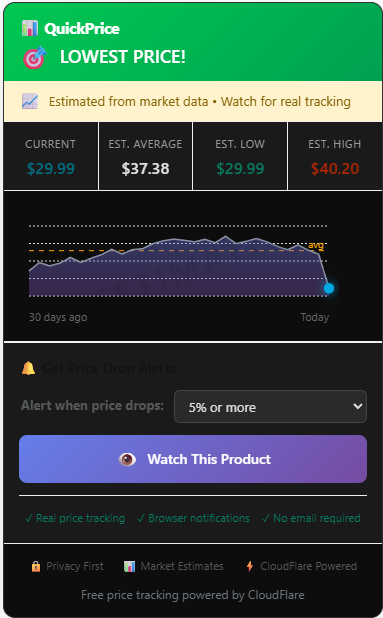 QuickPrice
LOWEST PRICE!
Estimated from market data • Watch for real tracking
CURRENT EST. AVERAGE EST. LOW EST. HIGH
$29.99 $37.38 $29.99 $40.20
avg
30 days ago Today
Get Price Drop Alerts
Alert when price drops: 5% or more
Watch This Product
✓ Real price tracking ✓ Browser notifications ✓ No email required
Privacy First Market Estimates CloudFlare Powered
Free price tracking powered by CloudFlare